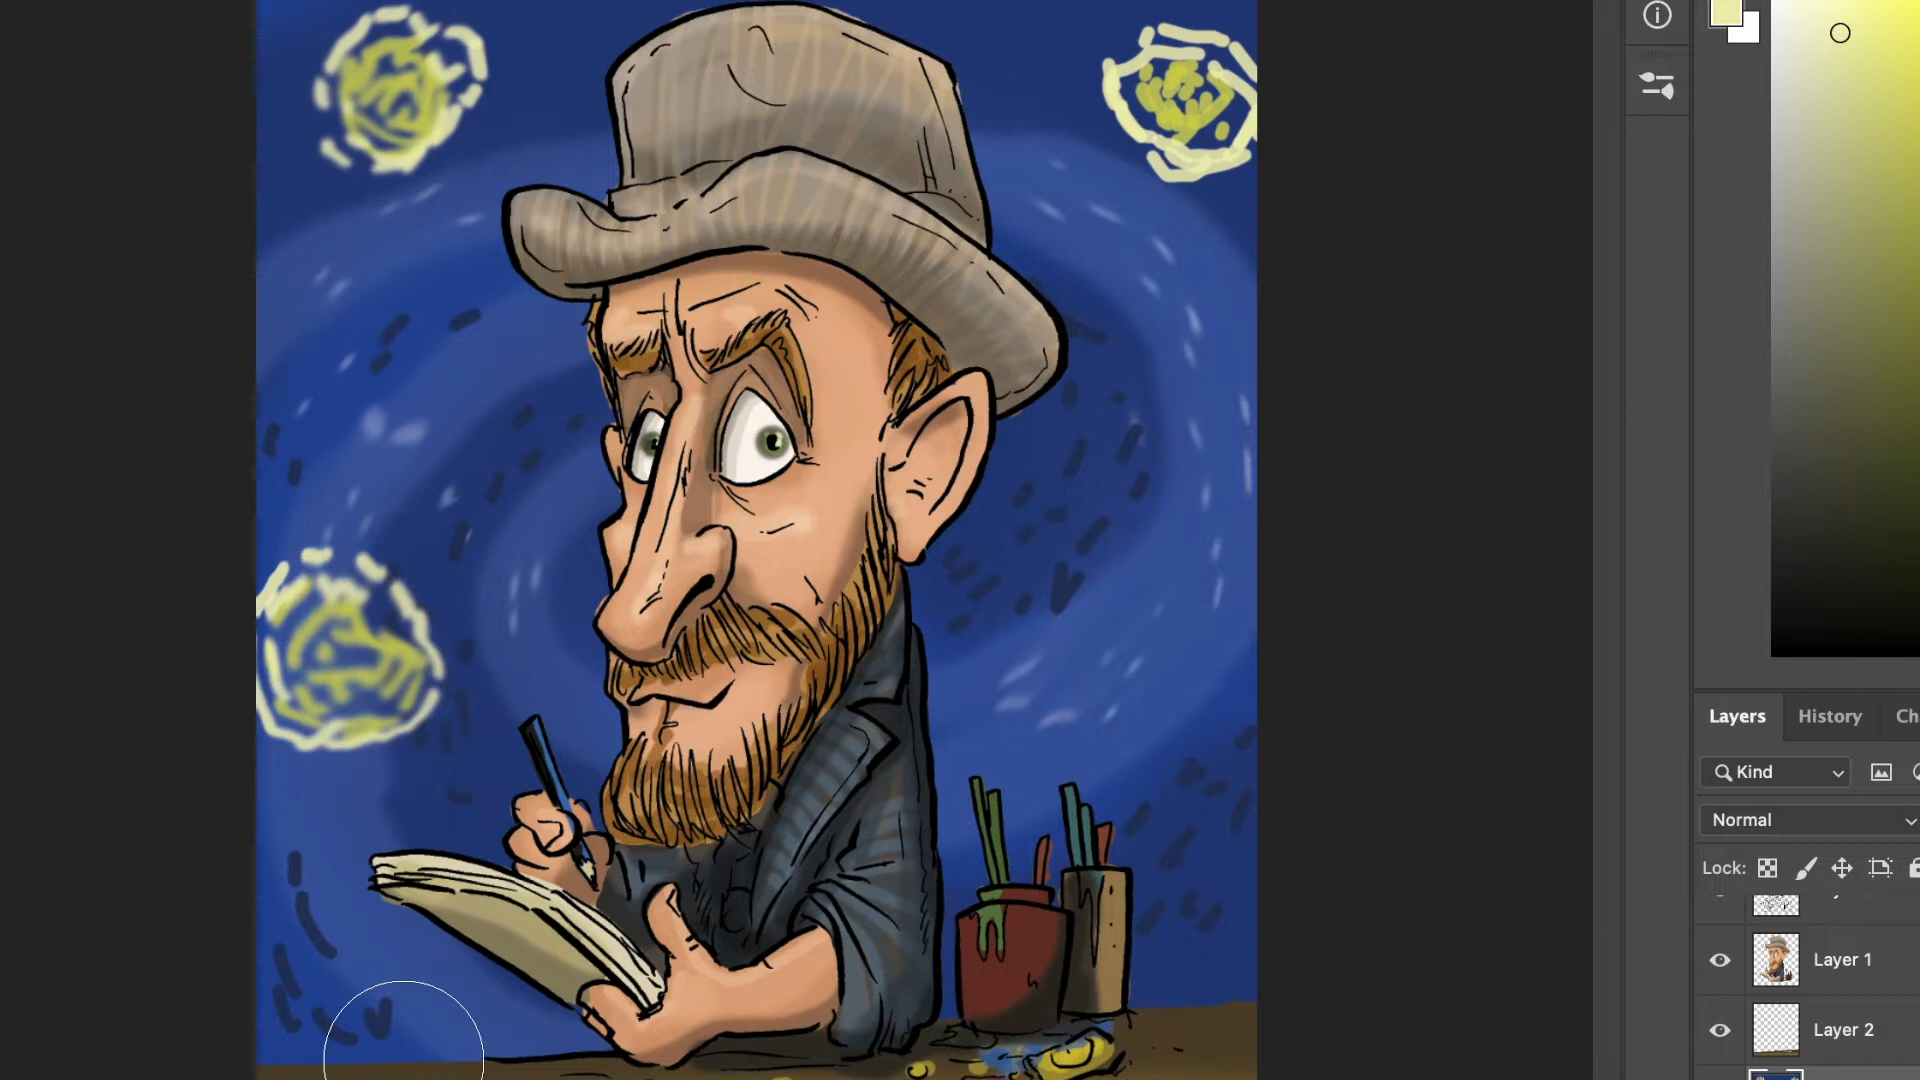 Layers History Ch
Kind
Normal
Lock:
Layer 1
Layer 2